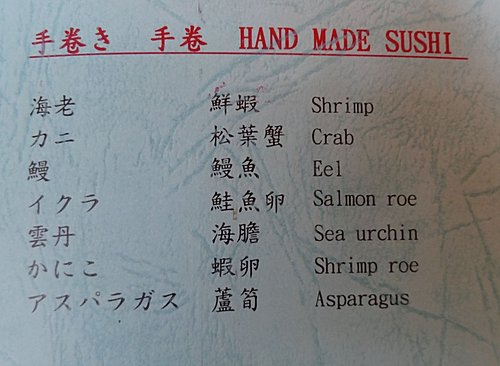 手巻き 手巻 HAND MADE SUSHI
海老 鮮蝦 Shrimp
カニ 松葉蟹 Crab
鰻 鰻魚 Eel
イクラ 鮭魚卵 Salmon roe
雲丹 海膽 Sea urchin
かにこ 蝦卵 Shrimp roe
アスパラガス 蘆筍 Asparagus